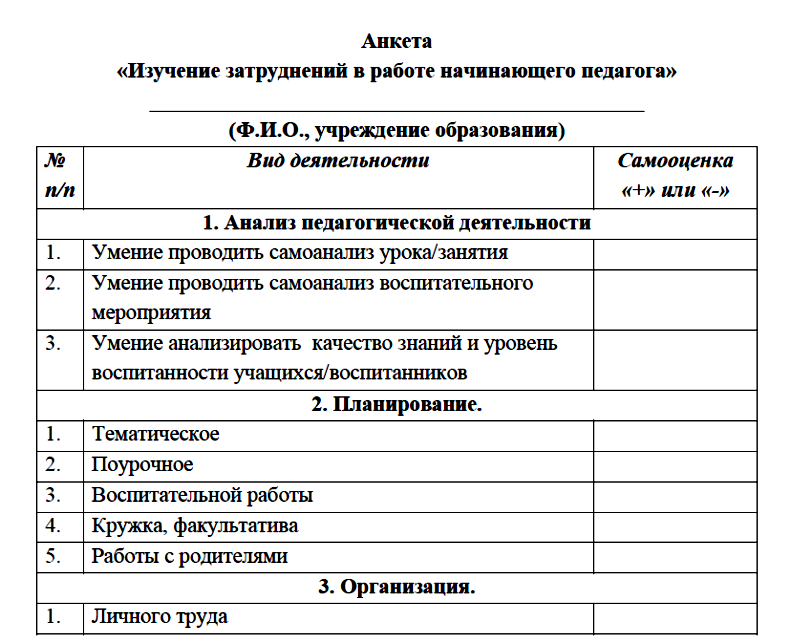 Анкета
«Изучение затруднений в работе начинающего педагога»
(Ф.И.О., учреждение образования)
№ п/п Вид деятельности Самооценка «+» или «-»
1. Анализ педагогической деятельности
1. Умение проводить самоанализ урока/занятия
2. Умение проводить самоанализ воспитательного
мероприятия
3. Умение анализировать качество знаний и уровень
воспитанности учащихся/воспитанников
2. Планирование.
1. Тематическое
2. Поурочное
3. Воспитательной работы
4. Кружка, факультатива
5. Работы с родителями
3. Организация.
1. Личного труда